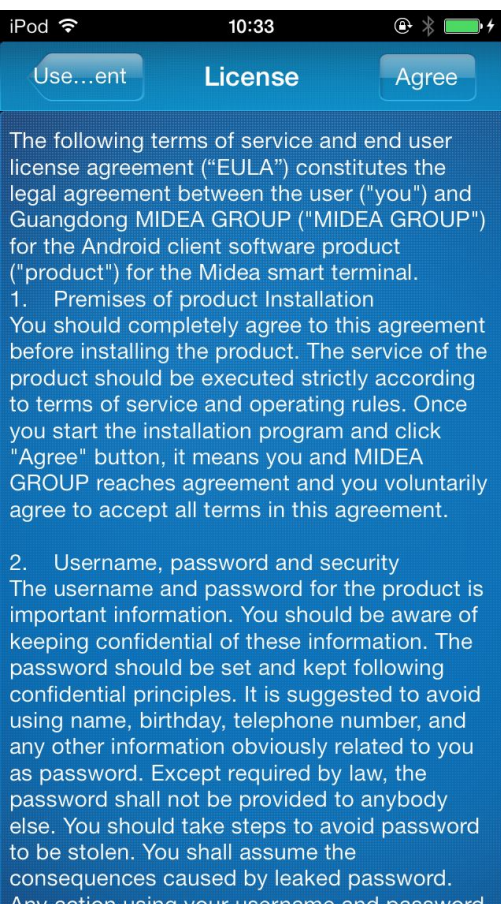 iPod 10:33
Use...ent License Agree
The following terms of service and end user
license agreement (“EULA”) constitutes the
legal agreement between the user ("you") and
Guangdong MIDEA GROUP ("MIDEA GROUP")
for the Android client software product
("product") for the Midea smart terminal.
1. Premises of product Installation
You should completely agree to this agreement
before installing the product. The service of the
product should be executed strictly according
to terms of service and operating rules. Once
you start the installation program and click
"Agree" button, it means you and MIDEA
GROUP reaches agreement and you voluntarily
agree to accept all terms in this agreement.
2. Username, password and security
The username and password for the product is
important information. You should be aware of
keeping confidential of these information. The
password should be set and kept following
confidential principles. It is suggested to avoid
using name, birthday, telephone number, and
any other information obviously related to you
as password. Except required by law, the
password shall not be provided to anybody
else. You should take steps to avoid password
to be stolen. You shall assume the
consequences caused by leaked password.
Any action using your username and password